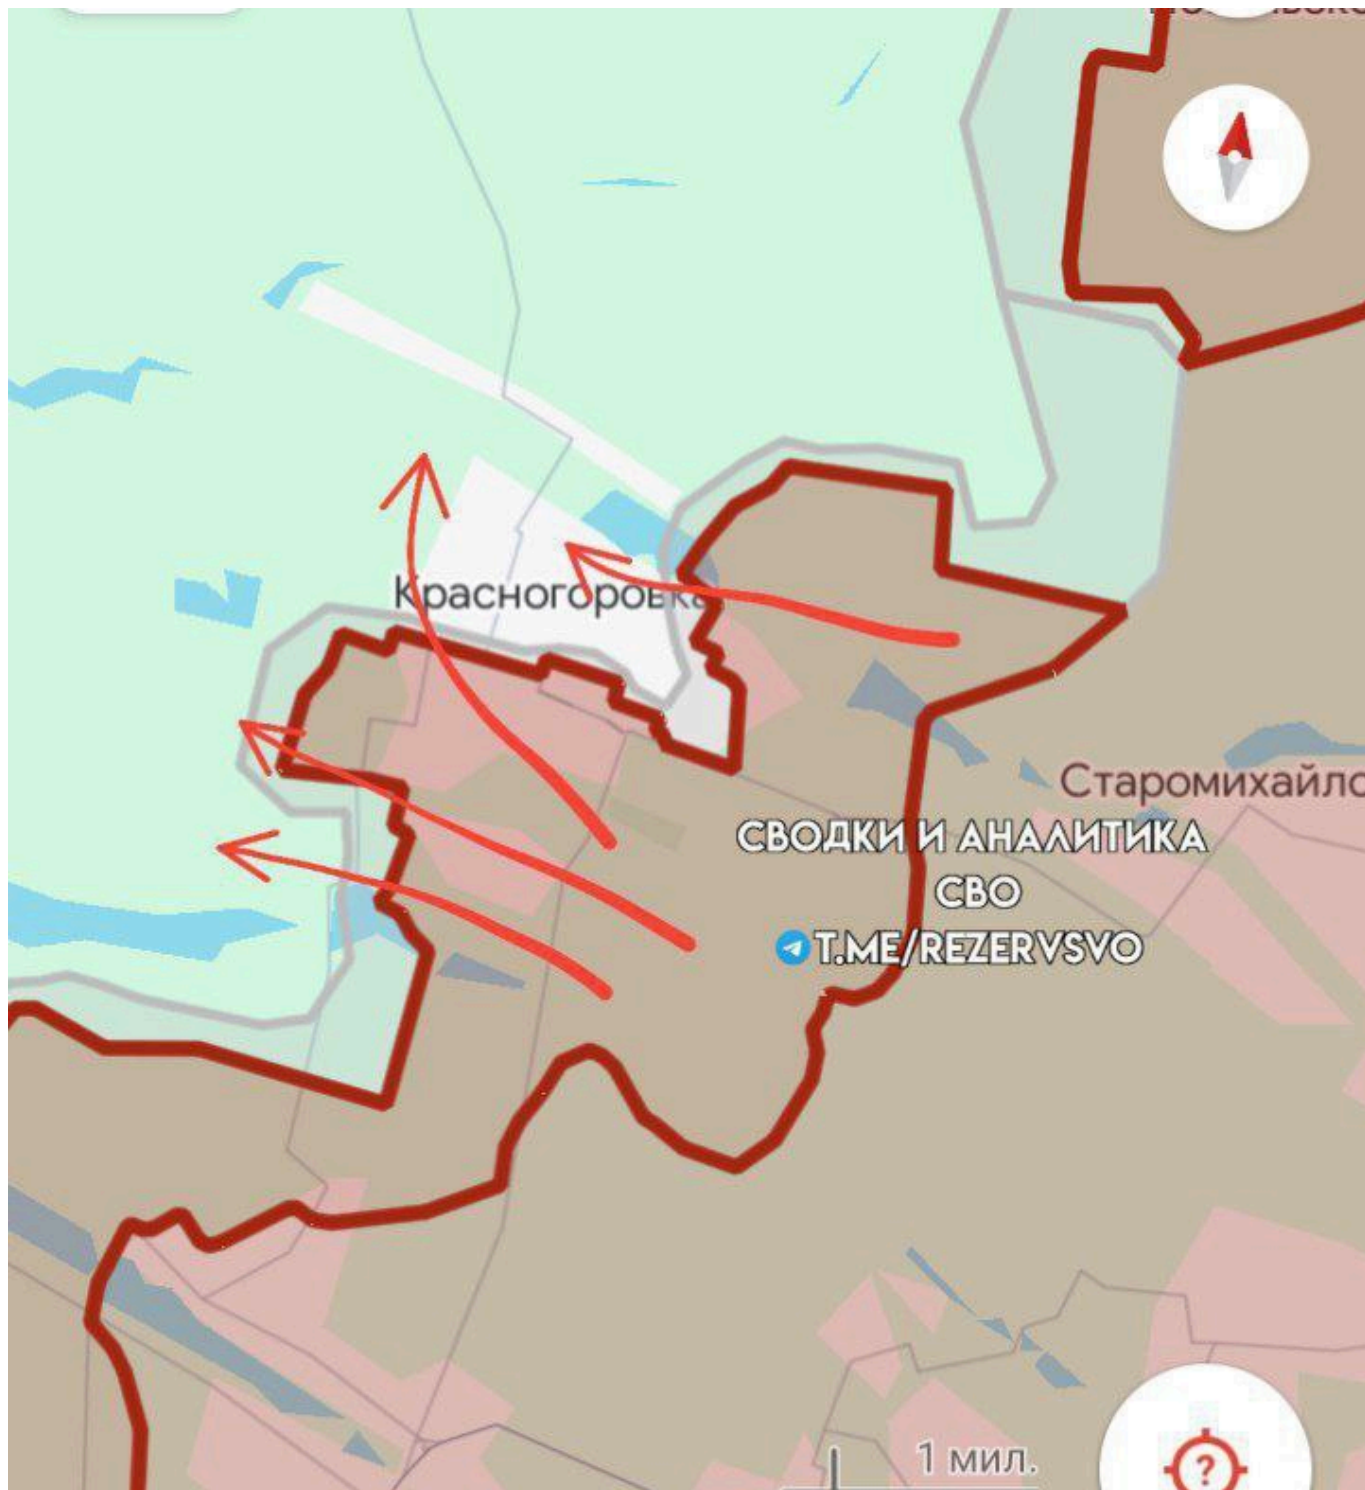 Красногоровка
Старомихайло
СВОДКИ И АНАЛИТИКА
СВО
T.ME/REZERVSVO
1 мил.
?